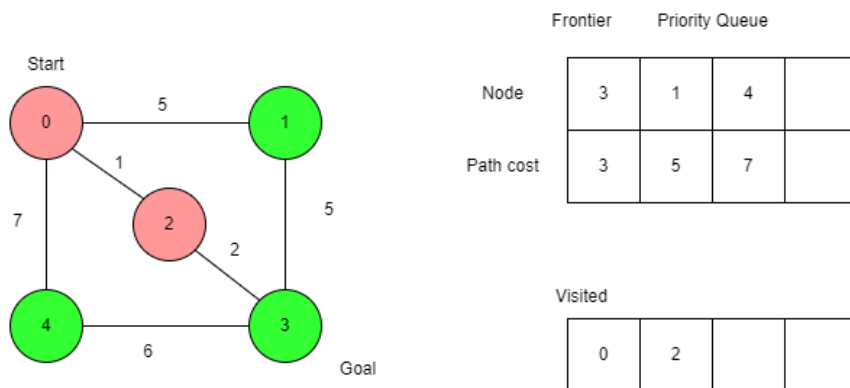 Frontier Priority Queue
Start
Node 3 1 4
0 5 1
1
Path cost 3 5 7
7 2 5
2
Visited
4 6 3
0 2
Goal